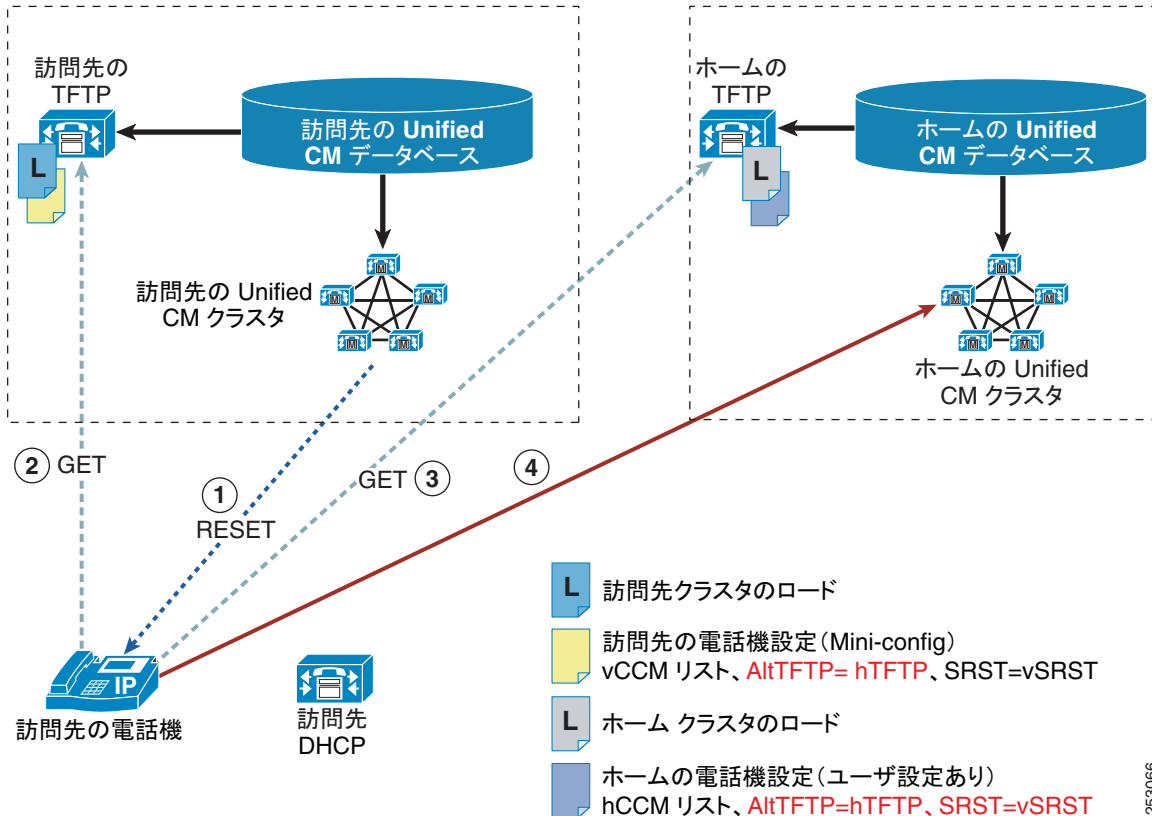 訪問先の
TFTP
訪問先の Unified
CM データベース
L
訪問先の Unified
CM クラスタ
M
M
M
M
M
ホームの
TFTP
ホームの Unified
CM データベース
L
M
M
M
M
M
ホームの Unified
CM クラスタ
2 GET
1
RESET
GET 3
4
IP
訪問先の電話機
訪問先
DHCP
L 訪問先クラスタのロード
訪問先の電話機設定(Mini-config)
vCCM リスト、AltTFTP= hTFTP、SRST=vSRST
L ホーム クラスタのロード
ホームの電話機設定(ユーザ設定あり)
hCCM リスト、AltTFTP=hTFTP、SRST=vSRST
253066